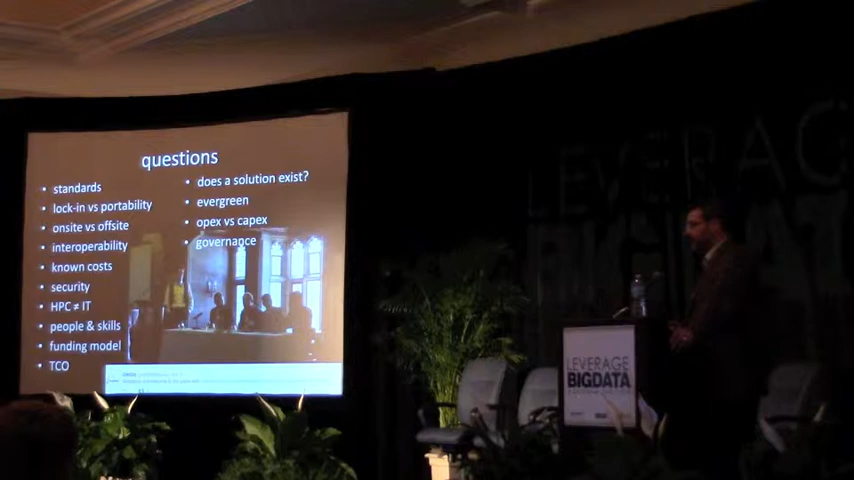 questions
• standards
• lock-in vs portability
• onsite vs offsite
• interoperability
• known costs
• security
• HPC ≠ IT
• people & skills
• funding model
• TCO
• does a solution exist?
• evergreen
• opex vs capex
• governance
LEVERAGE
BIGDATA
LEVERAGE
BIGDATA